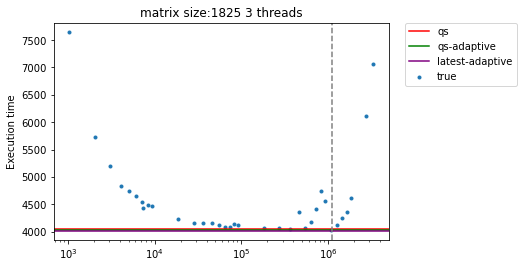 matrix size:1825 3 threads
Execution time
7500
7000
6500
6000
5500
5000
4500
4000
10³
10⁴
10⁵
10⁶
qs
qs-adaptive
latest-adaptive
true